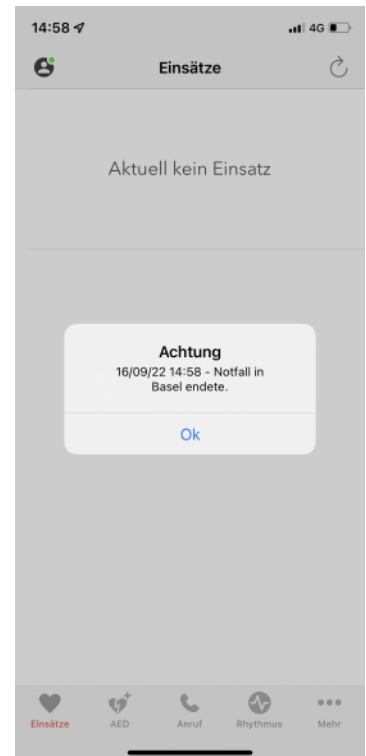 14:58 4G
Einsätze
Aktuell kein Einsatz
Achtung
16/09/22 14:58 - Notfall in
Basel endete.
Ok
Einsätze AED Anruf Rhythmus Mehr